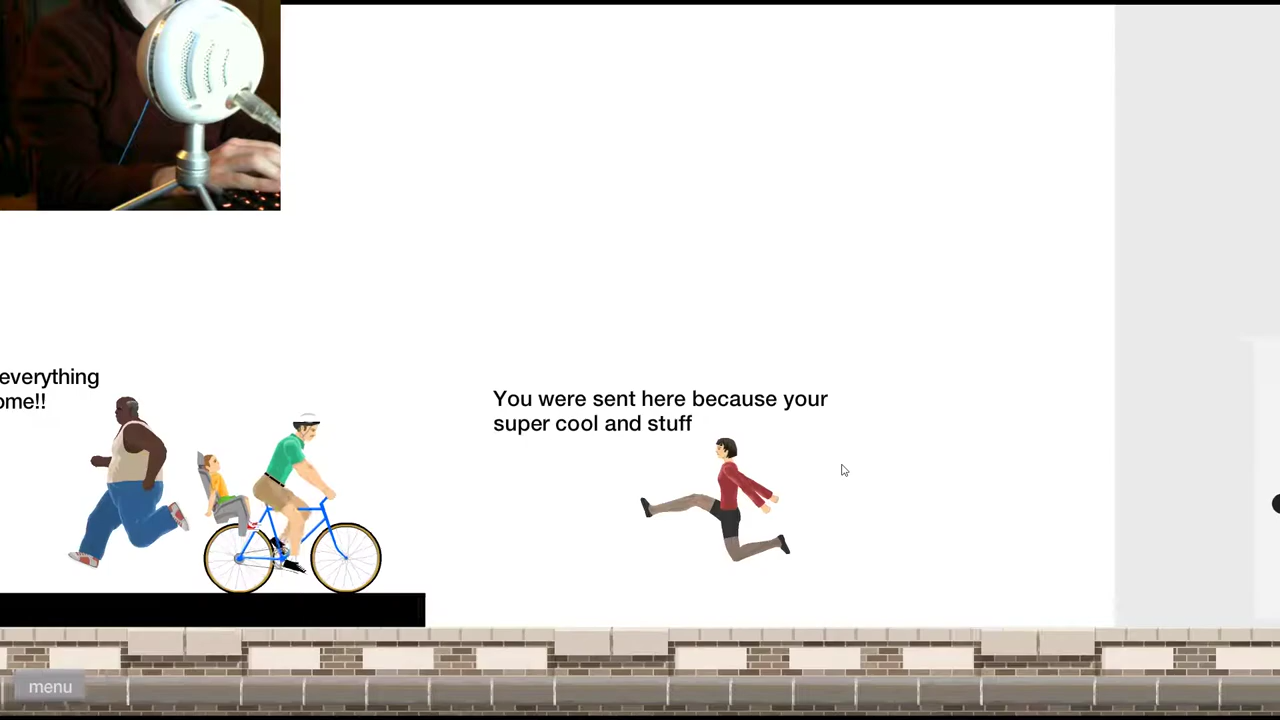 everything
ome!!
You were sent here because your
super cool and stuff
menu